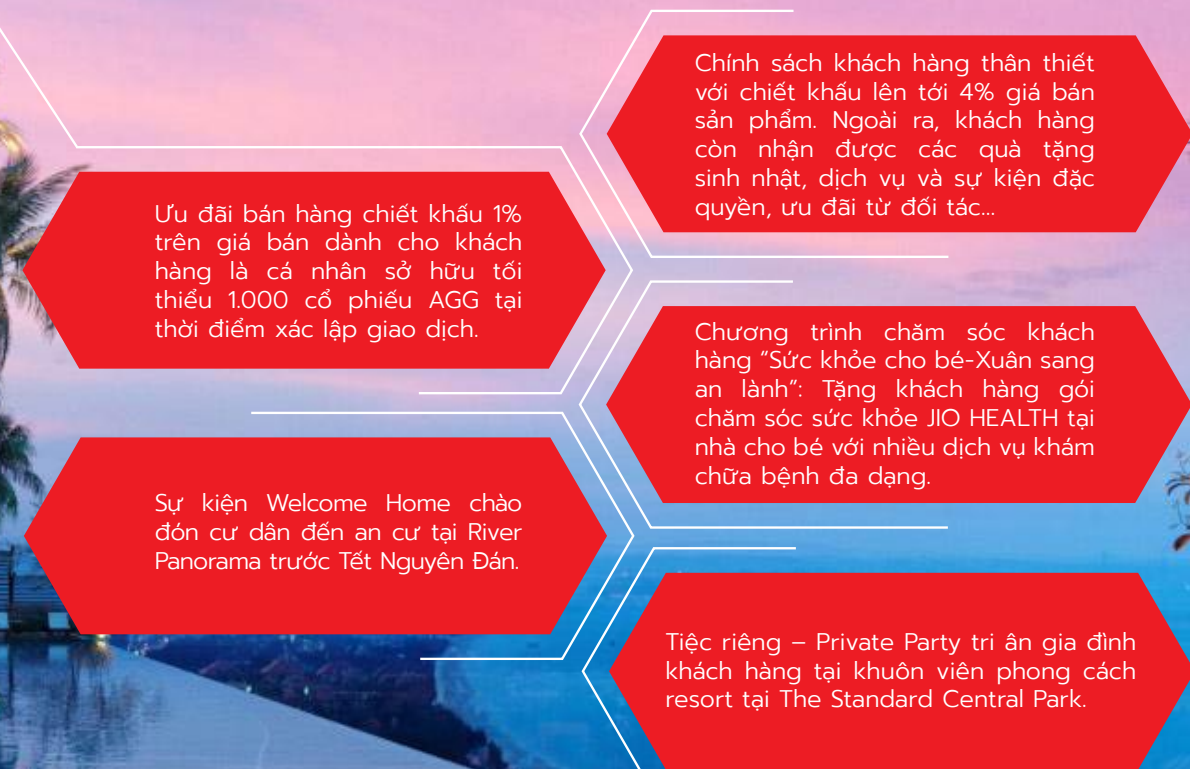 Chính sách khách hàng thân thiết
với chiết khấu lên tới 4% giá bán
sản phẩm. Ngoài ra, khách hàng
còn nhận được các quà tặng
sinh nhật, dịch vụ và sự kiện đặc
quyền, ưu đãi từ đối tác...
Ưu đãi bán hàng chiết khấu 1%
trên giá bán dành cho khách
hàng là cá nhân sở hữu tối
thiểu 1.000 cổ phiếu AGG tại
thời điểm xác lập giao dịch.
Chương trình chăm sóc khách
hàng “Sức khỏe cho bé-Xuân sang
an lành”: Tặng khách hàng gói
chăm sóc sức khỏe JIO HEALTH tại
nhà cho bé với nhiều dịch vụ khám
chữa bệnh đa dạng.
Sự kiện Welcome Home chào
đón cư dân đến an cư tại River
Panorama trước Tết Nguyên Đán.
Tiệc riêng – Private Party tri ân gia đình
khách hàng tại khuôn viên phong cách
resort tại The Standard Central Park.